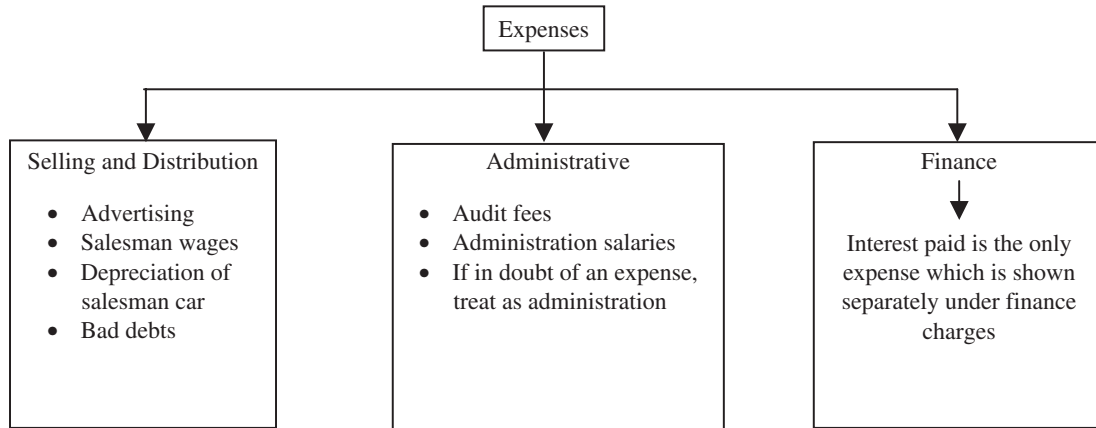 Expenses
Selling and Distribution
• Advertising
• Salesman wages
• Depreciation of
salesman car
• Bad debts
Administrative
• Audit fees
• Administration salaries
• If in doubt of an expense,
treat as administration
Finance
Interest paid is the only
expense which is shown
separately under finance
charges